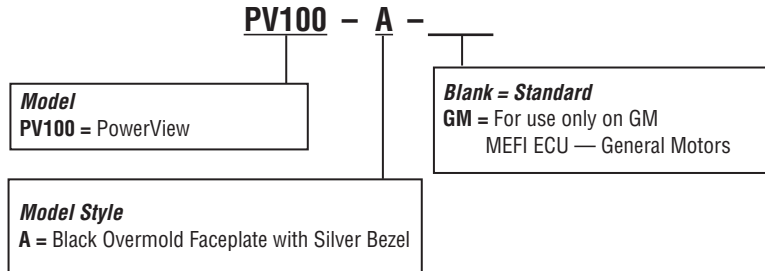 PV100 – A –
Model
PV100 = PowerView
Blank = Standard
GM = For use only on GM
MEFI ECU — General Motors
Model Style
A = Black Overmold Faceplate with Silver Bezel